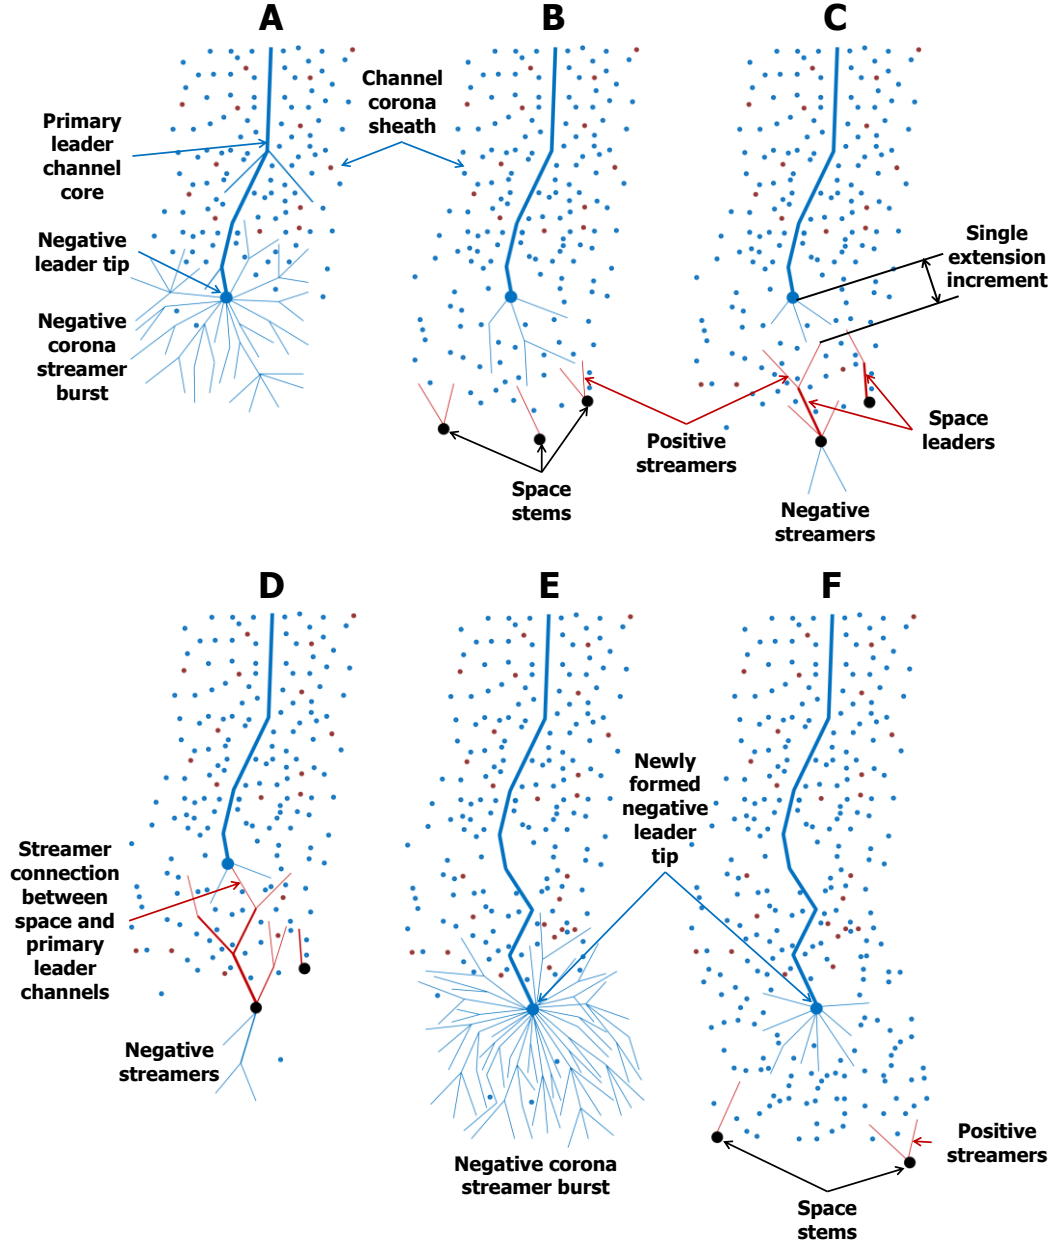 A
B
C
Channel
corona
sheath
Primary
leader
channel
core
Negative
leader tip
Negative
corona
streamer
burst
Single
extension
increment
Positive
streamers
Space
leaders
Space
stems
Negative
streamers
D
E
F
Newly
formed
negative
leader
tip
Streamer
connection
between
space and
primary
leader
channels
Negative
streamers
Negative corona
streamer burst
Positive
streamers
Space
stems